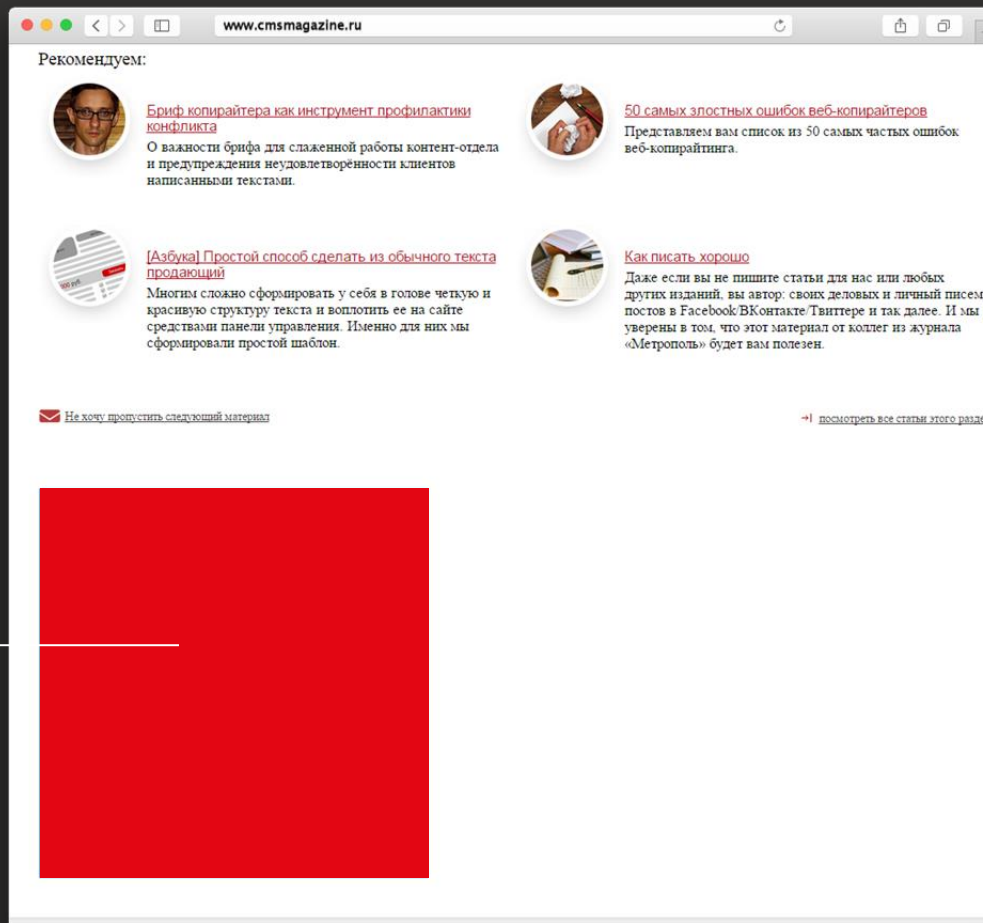 www.cmsmagazine.ru
Рекомендуем:
Бриф копирайтера как инструмент профилактики
конфликта
О важности брифа для слаженной работы контент-отдела
и предупреждения неудовлетворённости клиентов
написанными текстами.
50 самых злостных ошибок веб-копирайтеров
Представляем вам список из 50 самых частых ошибок
веб-копирайтинга.
[Азбука] Простой способ сделать из обычного текста
продающий
Многим сложно сформировать у себя в голове четкую и
красивую структуру текста и воплотить ее на сайте
средствами панели управления. Именно для них мы
сформировали простой шаблон.
Как писать хорошо
Даже если вы не пишите статьи для нас или любых
других изданий, вы автор: своих деловых и личный писем
постов в Facebook/ВКонтакте/Твиттере и так далее. И мы
уверены в том, что этот материал от коллег из журнала
«Метрополь» будет вам полезен.
Не хочу пропустить следующий материал
посмотреть все статьи этого разде